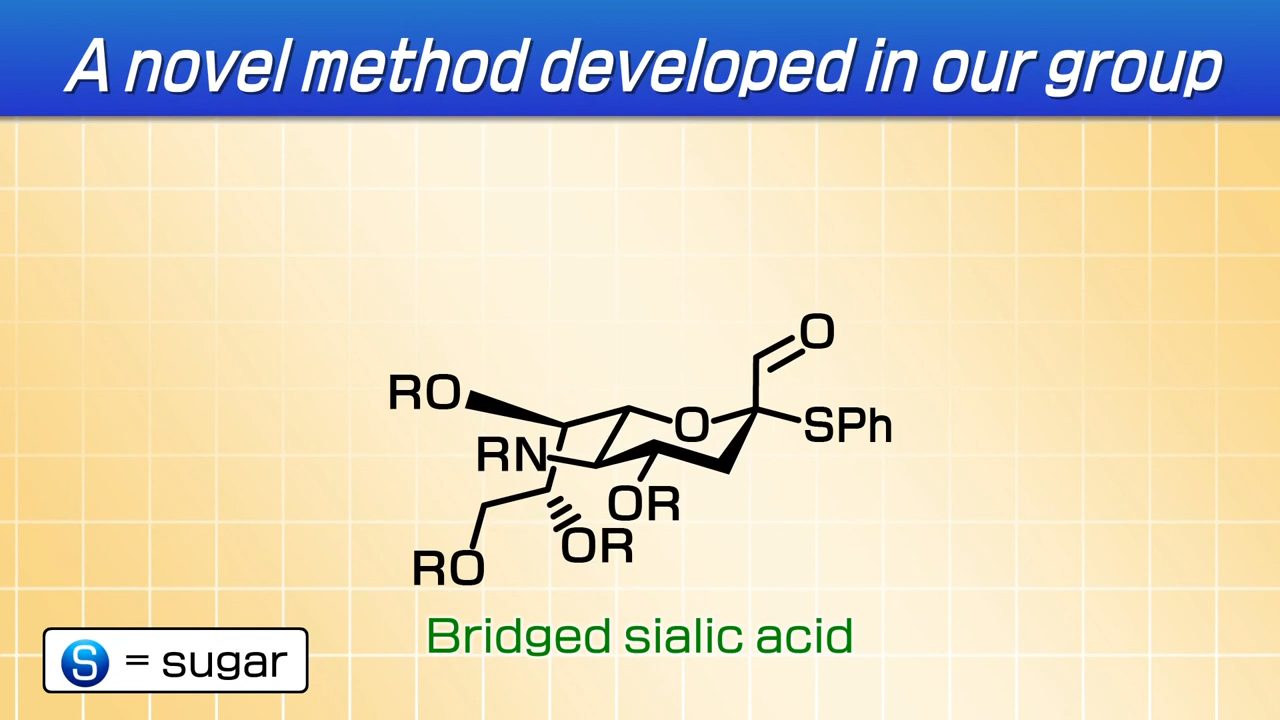 A novel method developed in our group
O
RO
O
SPh
RN
OR
OR
RO
Bridged sialic acid
S = sugar